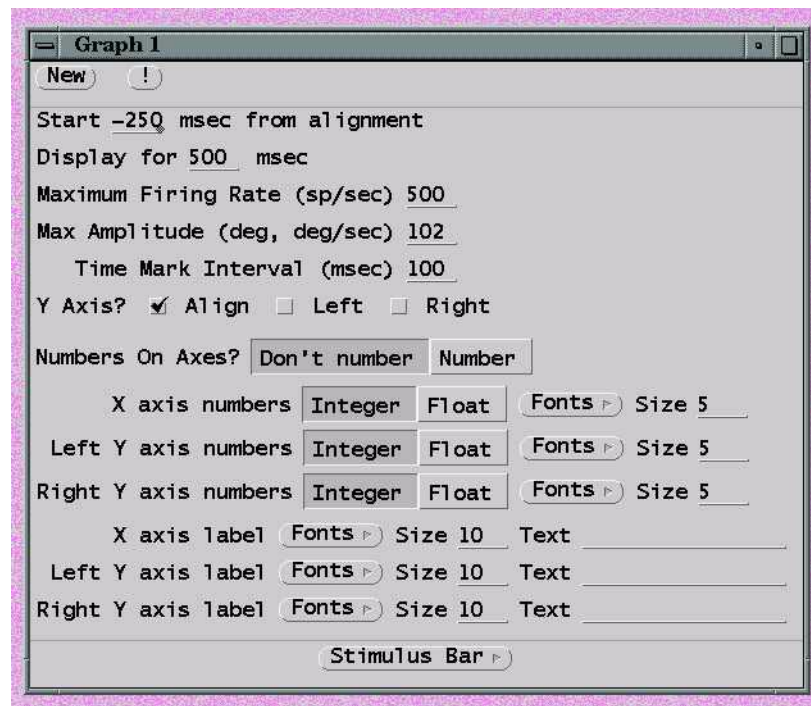 Graph 1
New !
Start -250 msec from alignment
Display for 500 msec
Maximum Firing Rate (sp/sec) 500
Max Amplitude (deg, deg/sec) 102
Time Mark Interval (msec) 100
Y Axis? Align Left Right
Numbers On Axes? Don't number Number
X axis numbers Integer Float Fonts Size 5
Left Y axis numbers Integer Float Fonts Size 5
Right Y axis numbers Integer Float Fonts Size 5
X axis label Fonts Size 10 Text
Left Y axis label Fonts Size 10 Text
Right Y axis label Fonts Size 10 Text
Stimulus Bar